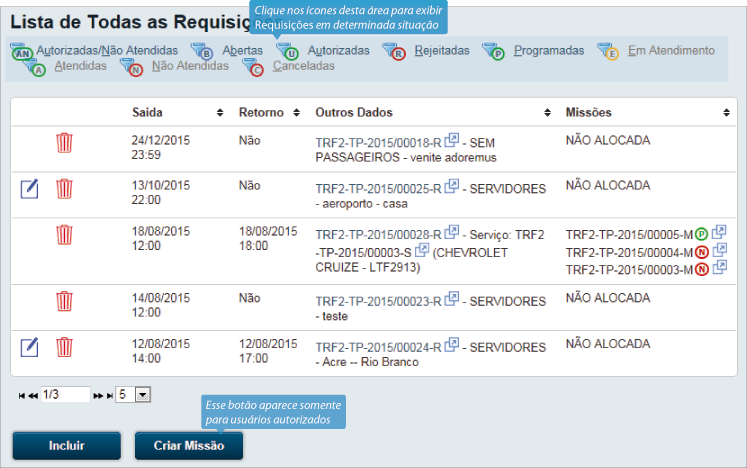 Lista de Todas as Requisiç
Clique nos ícones desta área para exibir
Requisições em determinada situação
AN Autorizadas/Não Atendidas B Abertas U Autorizadas R Rejeitadas P Programadas E Em Atendimento
A Atendidas N Não Atendidas C Canceladas
Saida Retorno Outros Dados Missões
24/12/2015 Não TRF2-TP-2015/00018-R - SEM NÃO ALOCADA
23:59 PASSAGEIROS - venite adoremus
13/10/2015 Não TRF2-TP-2015/00025-R - SERVIDORES NÃO ALOCADA
22:00 - aeroporto - casa
18/08/2015 18/08/2015 TRF2-TP-2015/00028-R - Serviço: TRF2 TRF2-TP-2015/00005-M P
12:00 18:00 -TP-2015/00003-S (CHEVROLET TRF2-TP-2015/00004-M N
CRUIZE - LTF2913) TRF2-TP-2015/00003-M N
14/08/2015 Não TRF2-TP-2015/00023-R - SERVIDORES NÃO ALOCADA
12:00 - teste
12/08/2015 12/08/2015 TRF2-TP-2015/00024-R - SERVIDORES NÃO ALOCADA
14:00 17:00 - Acre -- Rio Branco
1/3 5
Esse botão aparece somente
para usuários autorizados
Incluir Criar Missão